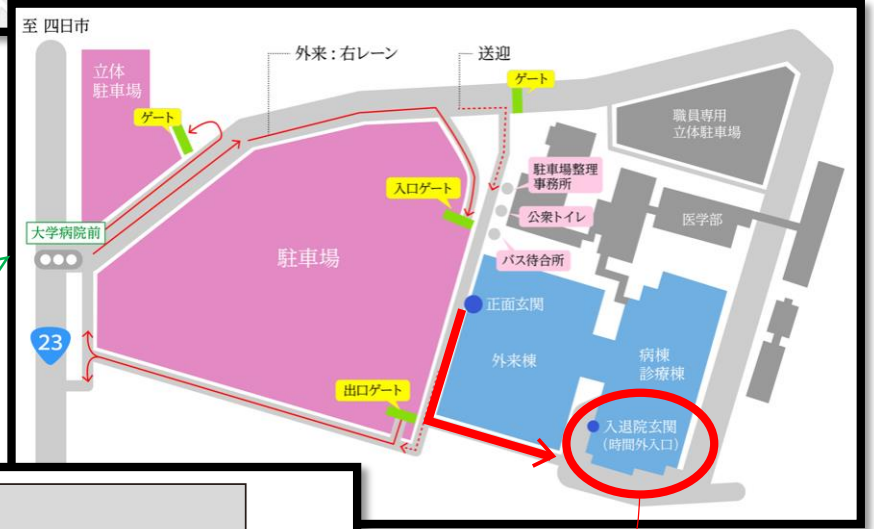 至 四日市
外来：右レーン
送迎
立体
駐車場
ゲート
ゲート
職員専用
立体駐車場
駐車場整理
事務所
入口ゲート
公衆トイレ
医学部
大学病院前
駐車場
バス待合所
正面玄関
23
外来棟
病棟
診療棟
出口ゲート
入退院玄関
（時間外入口）